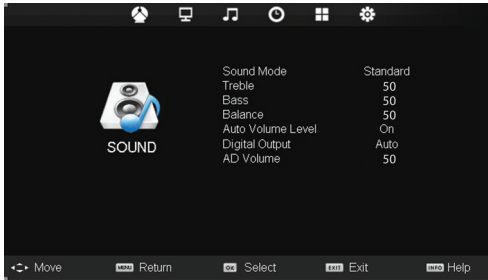 Sound Mode Standard
Treble 50
Bass 50
Balance 50
Auto Volume Level On
Digital Output Auto
AD Volume 50
SOUND
Move MENU Return OK Select EXIT Exit INFO Help